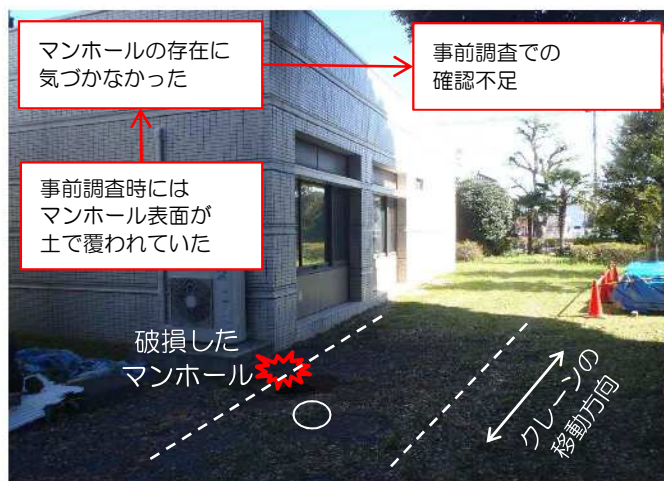 マンホールの存在に
気づかなかった
事前調査での
確認不足
事前調査時には
マンホール表面が
土で覆われていた
破損した
マンホール
クレーンの
移動方向